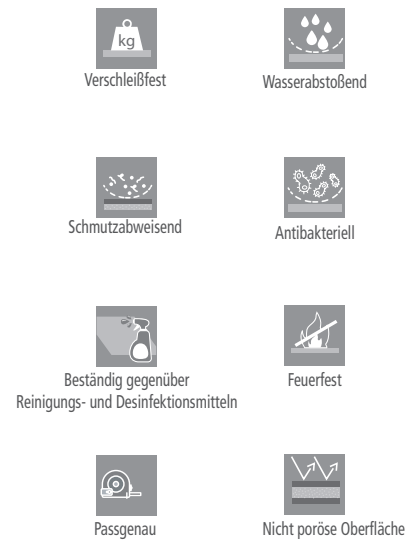 kg
Verschleißfest
Wasserabstoßend
Schmutzabweisend
Antibakteriell
Beständig gegenüber
Reinigungs- und Desinfektionsmitteln
Feuerfest
Passgenau
Nicht poröse Oberfläche